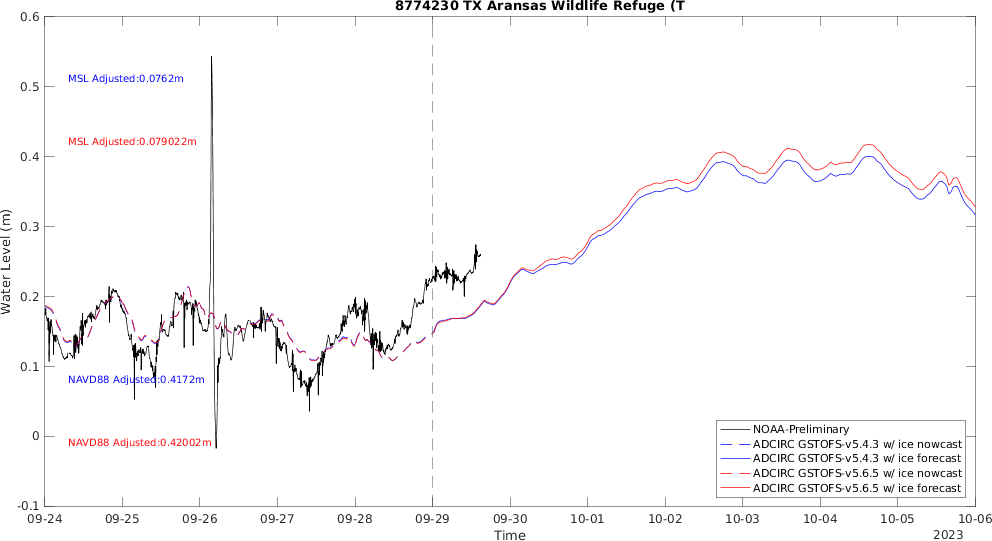 8774230 TX Aransas Wildlife Refuge (T
Water Level (m)
0.6
0.5
0.4
0.3
0.2
0.1
0
-0.1
MSL Adjusted:0.0762m
MSL Adjusted:0.079022m
NAVD88 Adjusted:0.4172m
NAVD88 Adjusted:0.42002m
NOAA-Preliminary
ADCIRC GSTOFS-v5.4.3 w/ ice nowcast
ADCIRC GSTOFS-v5.4.3 w/ ice forecast
ADCIRC GSTOFS-v5.6.5 w/ ice nowcast
ADCIRC GSTOFS-v5.6.5 w/ ice forecast
09-24 09-25 09-26 09-27 09-28 09-29 09-30 10-01 10-02 10-03 10-04 10-05 10-06
Time
2023